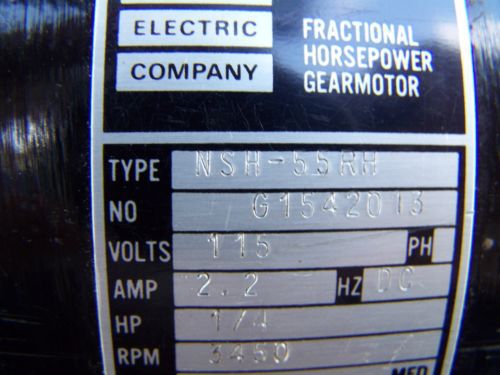 ELECTRIC
COMPANY
FRACTIONAL
HORSEPOWER
GEARMOTOR
TYPE NSH-55RH
NO G1542013
VOLTS 115 PH
AMP 2.2 HZ DC
HP 1/4
RPM 3450